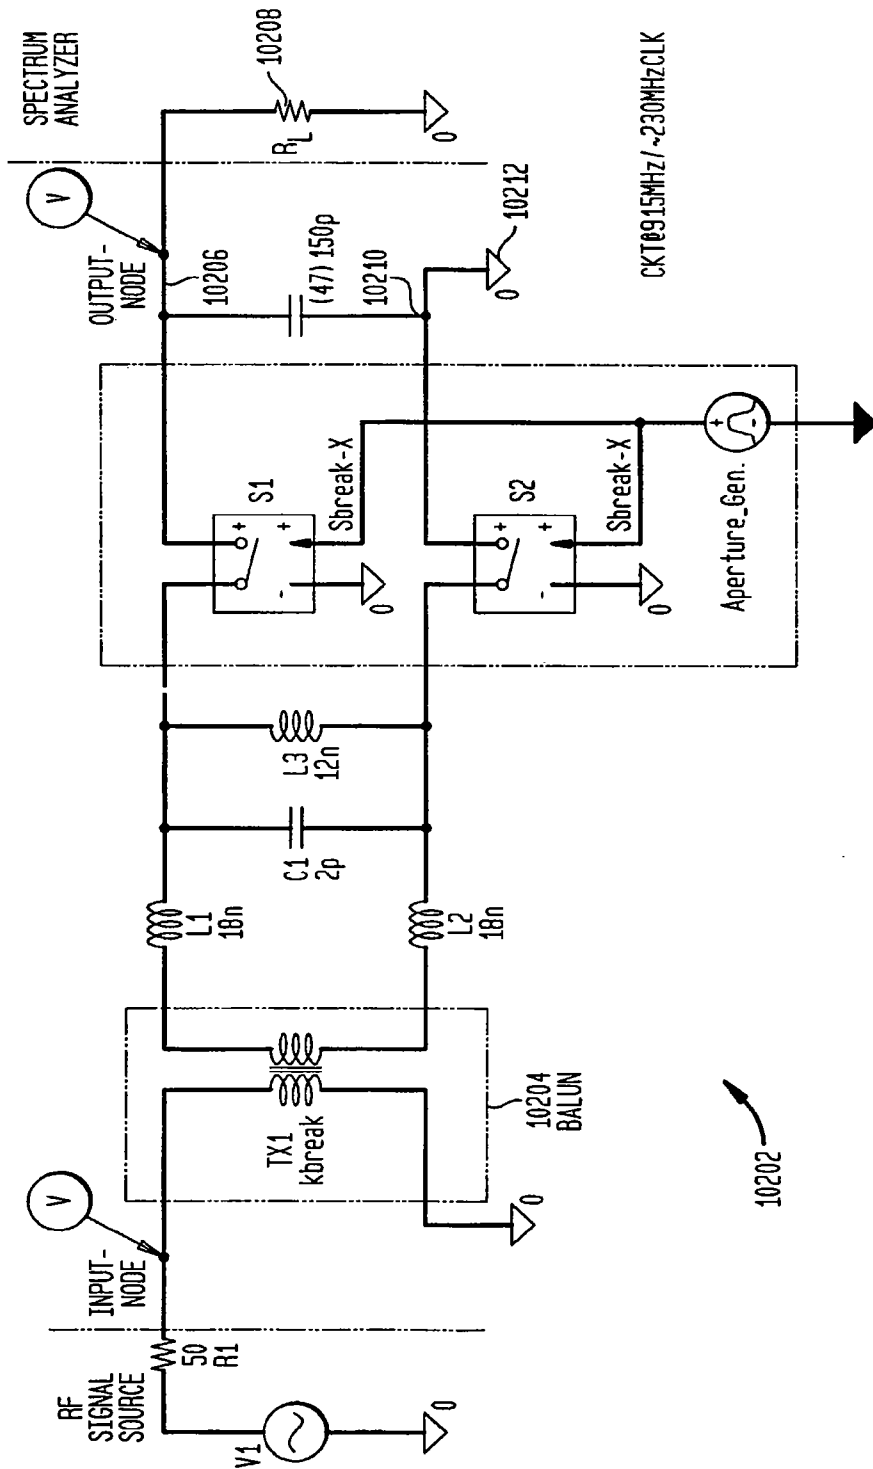 RF
SIGNAL
SOURCE
V1
0
50
R1
INPUT-
NODE
V
0
TX1
kbreak
10204
BALUN
L1
18n
L2
18n
C1
2p
L3
12n
S1
+
+
-
Sbreak-X
0
S2
+
+
-
Sbreak-X
0
Aperture_Gen.
+
-
OUTPUT-
NODE
V
10206
(47) 150p
10210
10212
0
SPECTRUM
ANALYZER
10208
RL
0
CKT@915MHz/~230MHzCLK
10202